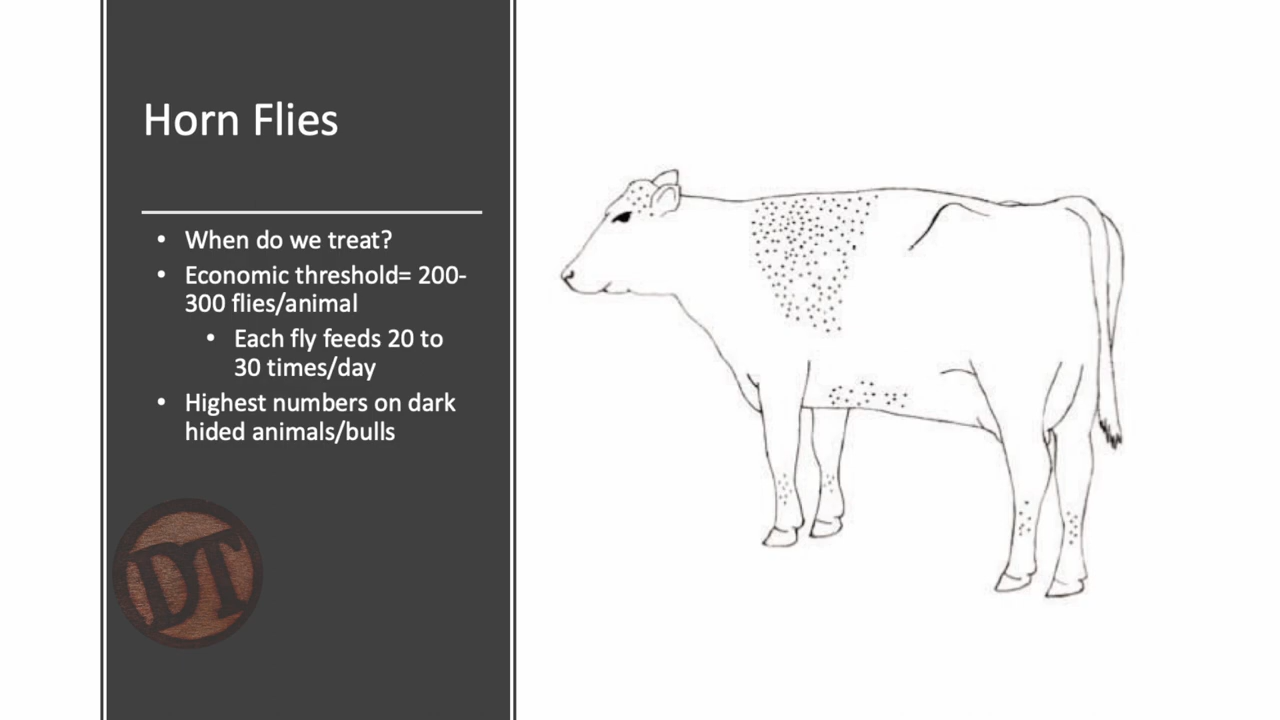 Horn Flies
• When do we treat?
• Economic threshold= 200-
300 flies/animal
• Each fly feeds 20 to
30 times/day
• Highest numbers on dark
hided animals/bulls
DT